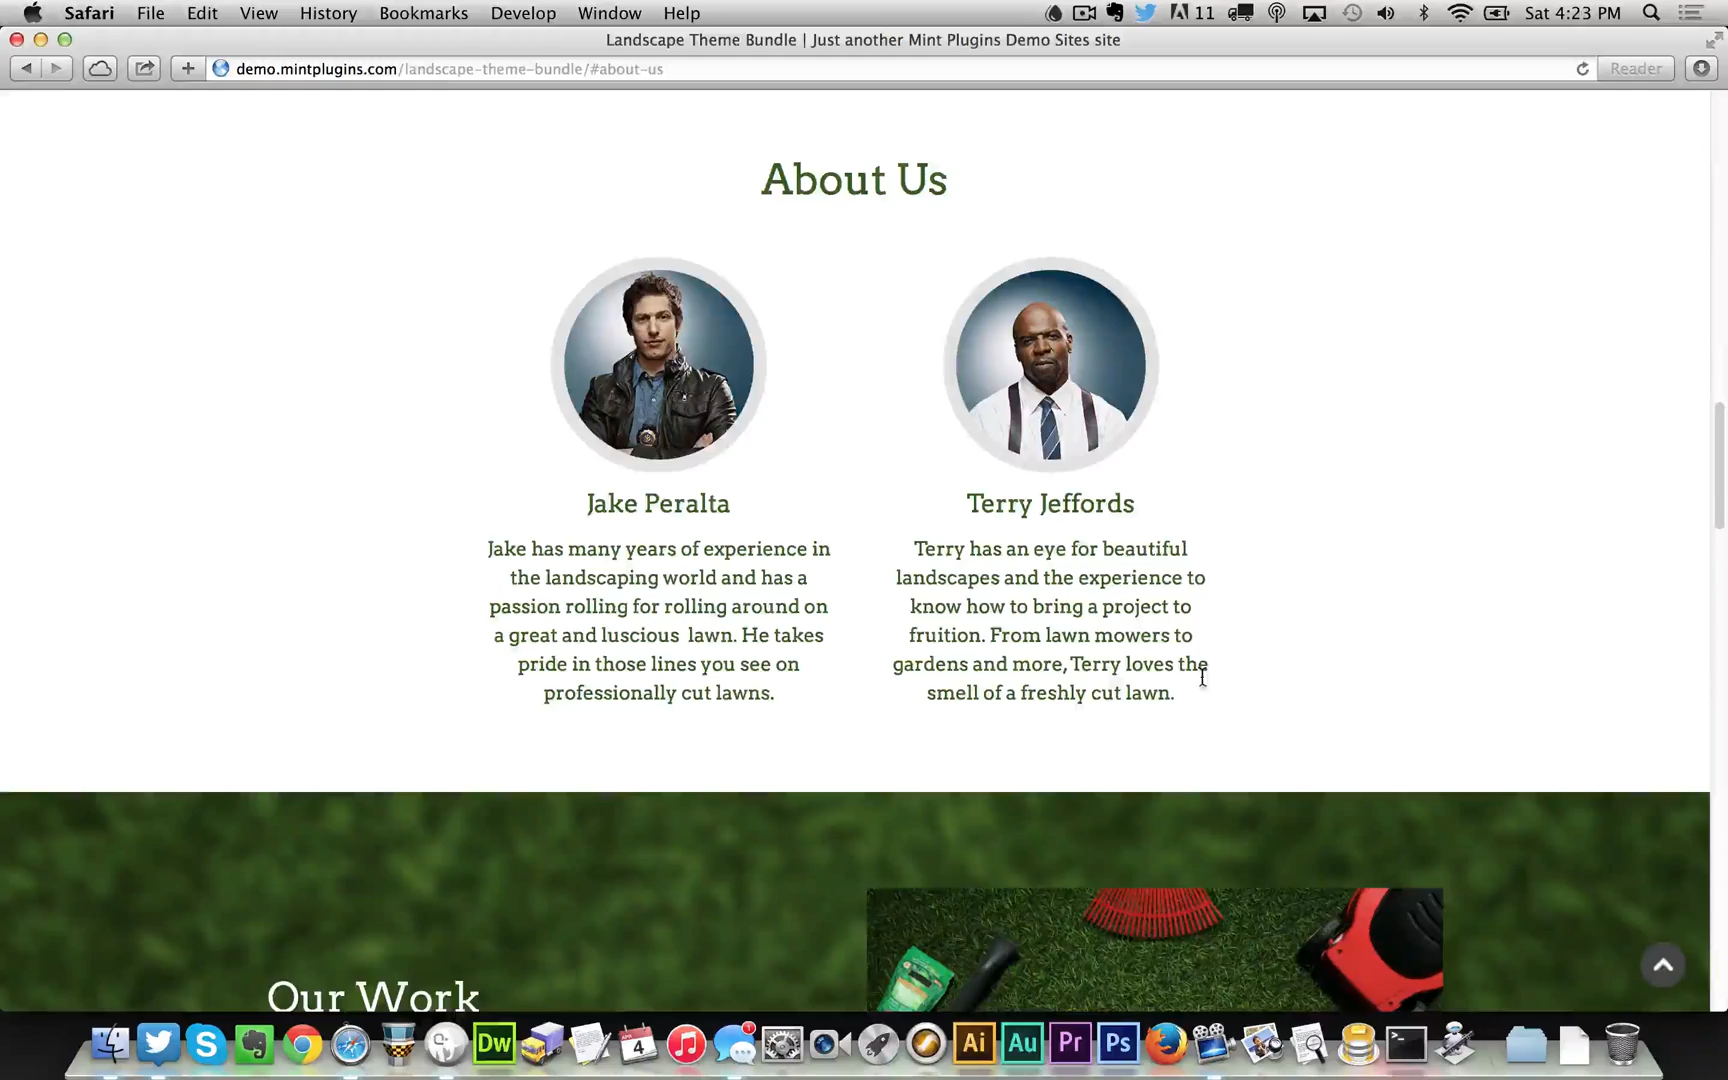 Safari File Edit View History Bookmarks Develop Window Help 11 Sat 4:23 PM
Landscape Theme Bundle | Just another Mint Plugins Demo Sites site
demo.mintplugins.com/landscape-theme-bundle/#about-us Reader
About Us
Jake Peralta
Jake has many years of experience in
the landscaping world and has a
passion rolling for rolling around on
a great and luscious lawn. He takes
pride in those lines you see on
professionally cut lawns.
Terry Jeffords
Terry has an eye for beautiful
landscapes and the experience to
know how to bring a project to
fruition. From lawn mowers to
gardens and more, Terry loves the
smell of a freshly cut lawn.
Our Work
Dw 4 1 Ai Au Pr Ps